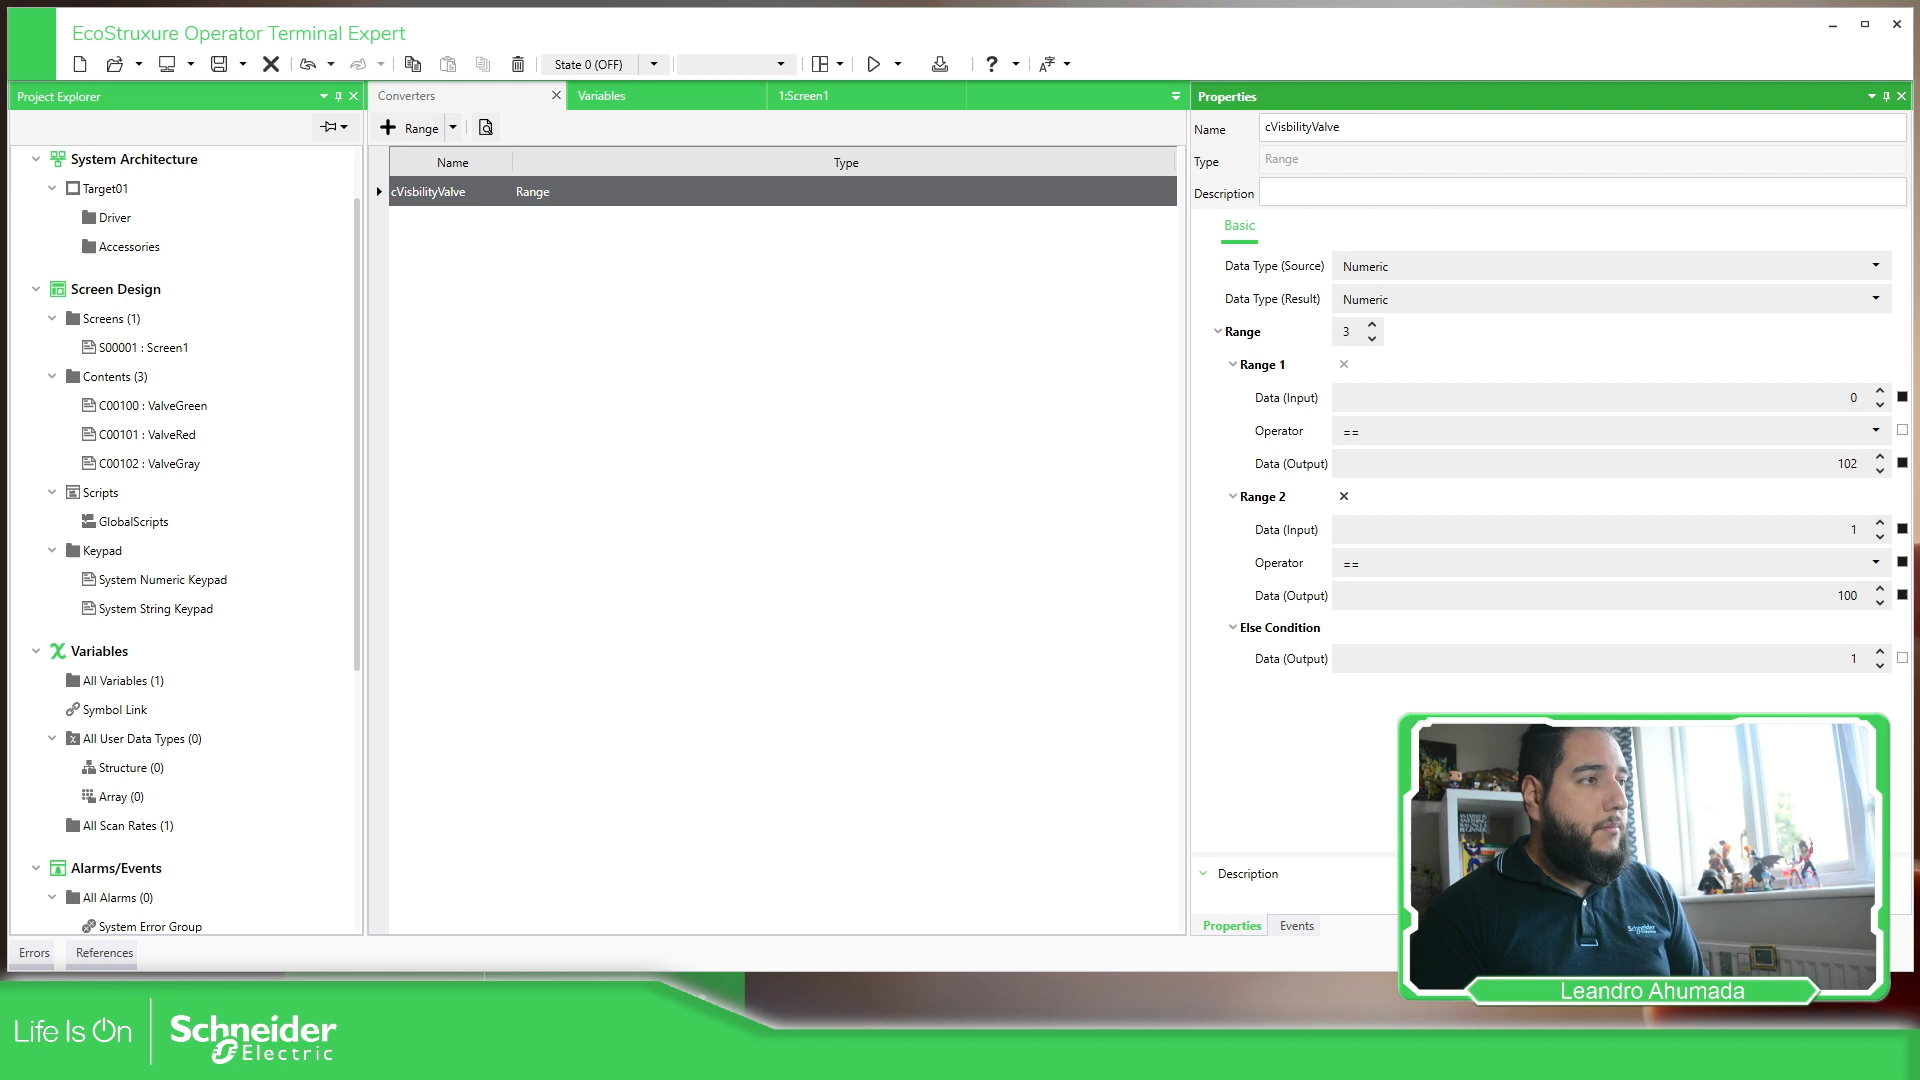 EcoStruxure Operator Terminal Expert
State 0 (OFF)
Project Explorer
System Architecture
Target01
Driver
Accessories
Screen Design
Screens (1)
S00001 : Screen1
Contents (3)
C00100 : ValveGreen
C00101 : ValveRed
C00102 : ValveGray
Scripts
GlobalScripts
Keypad
System Numeric Keypad
System String Keypad
Variables
All Variables (1)
Symbol Link
All User Data Types (0)
Structure (0)
Array (0)
All Scan Rates (1)
Alarms/Events
All Alarms (0)
System Error Group
Errors References
Converters Variables 1:Screen1
Range
Name Type
cVisbilityValve Range
Properties
Name cVisbilityValve
Type Range
Description
Basic
Data Type (Source) Numeric
Data Type (Result) Numeric
Range 3
Range 1
Data (Input) 0
Operator ==
Data (Output) 102
Range 2
Data (Input) 1
Operator ==
Data (Output) 100
Else Condition
Data (Output) 1
Description
Properties Events
Schneider
Leandro Ahumada
Life Is On
Schneider
Electric